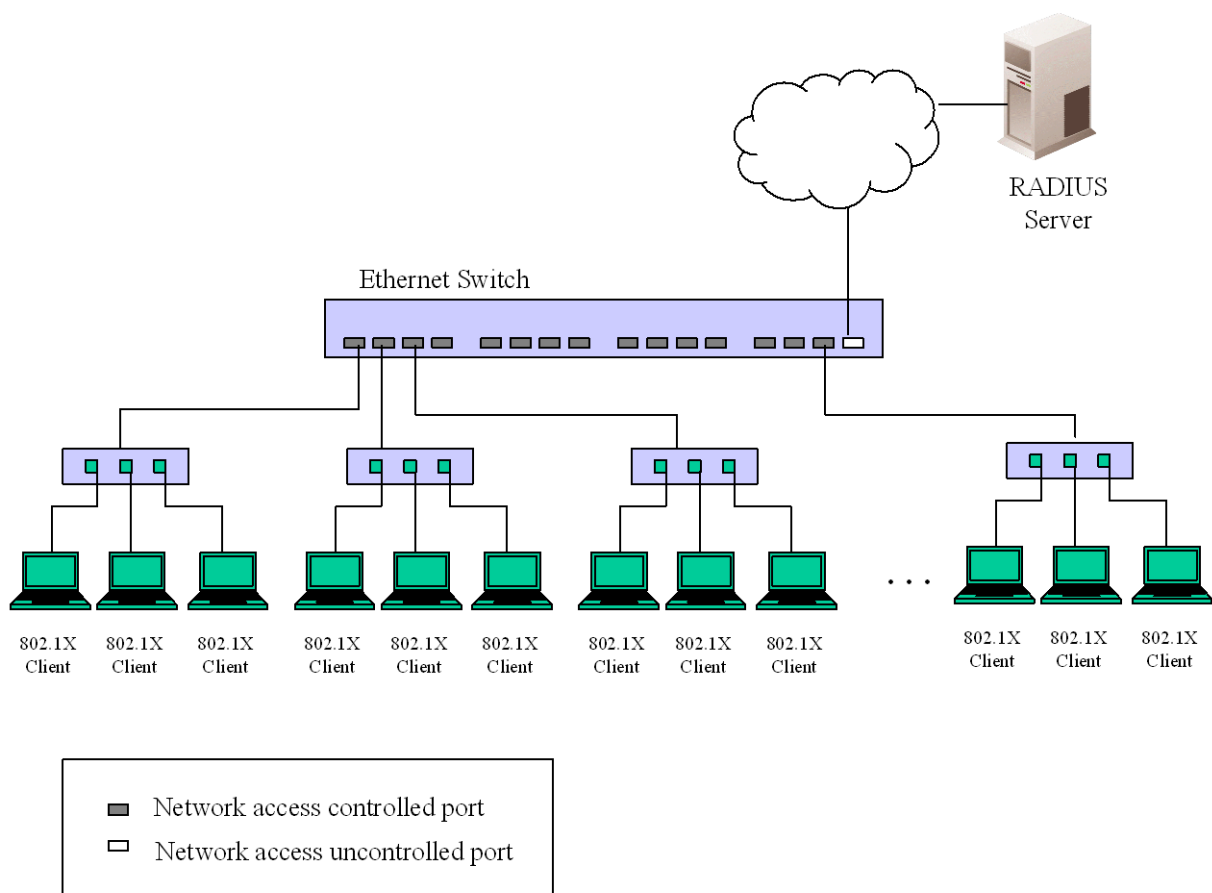 RADIUS
Server
Ethernet Switch
802.1X
Client
802.1X
Client
802.1X
Client
802.1X
Client
802.1X
Client
802.1X
Client
802.1X
Client
802.1X
Client
802.1X
Client
. . .
802.1X
Client
802.1X
Client
802.1X
Client
Network access controlled port
Network access uncontrolled port